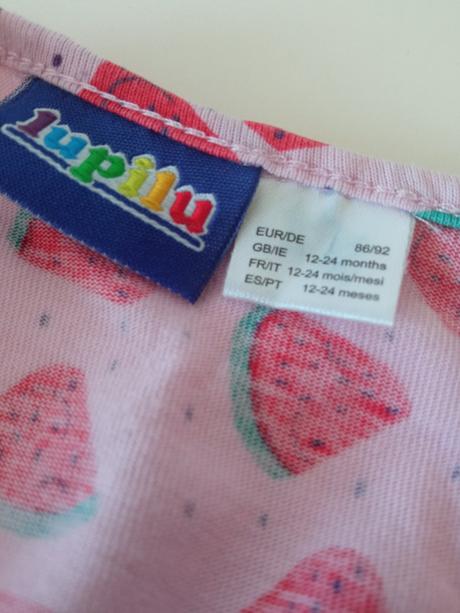 lupilu
EUR/DE 86/92
GB/IE 12-24 months
FR/IT 12-24 mois/mesi
ES/PT 12-24 meses